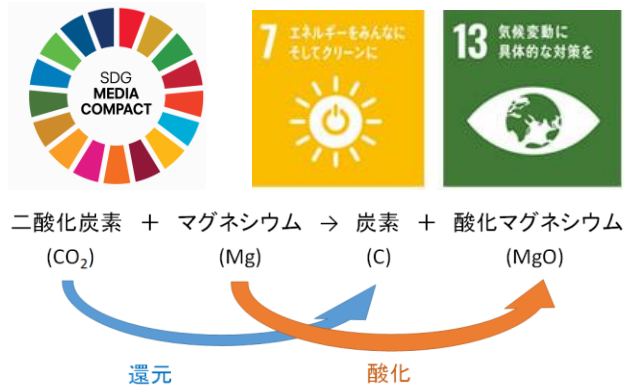 SDG
MEDIA
COMPACT
7 エネルギーをみんなに
そしてクリーンに
13 気候変動に
具体的な対策を
二酸化炭素 + マグネシウム → 炭素 + 酸化マグネシウム
(CO₂) (Mg) (C) (MgO)
還元 酸化